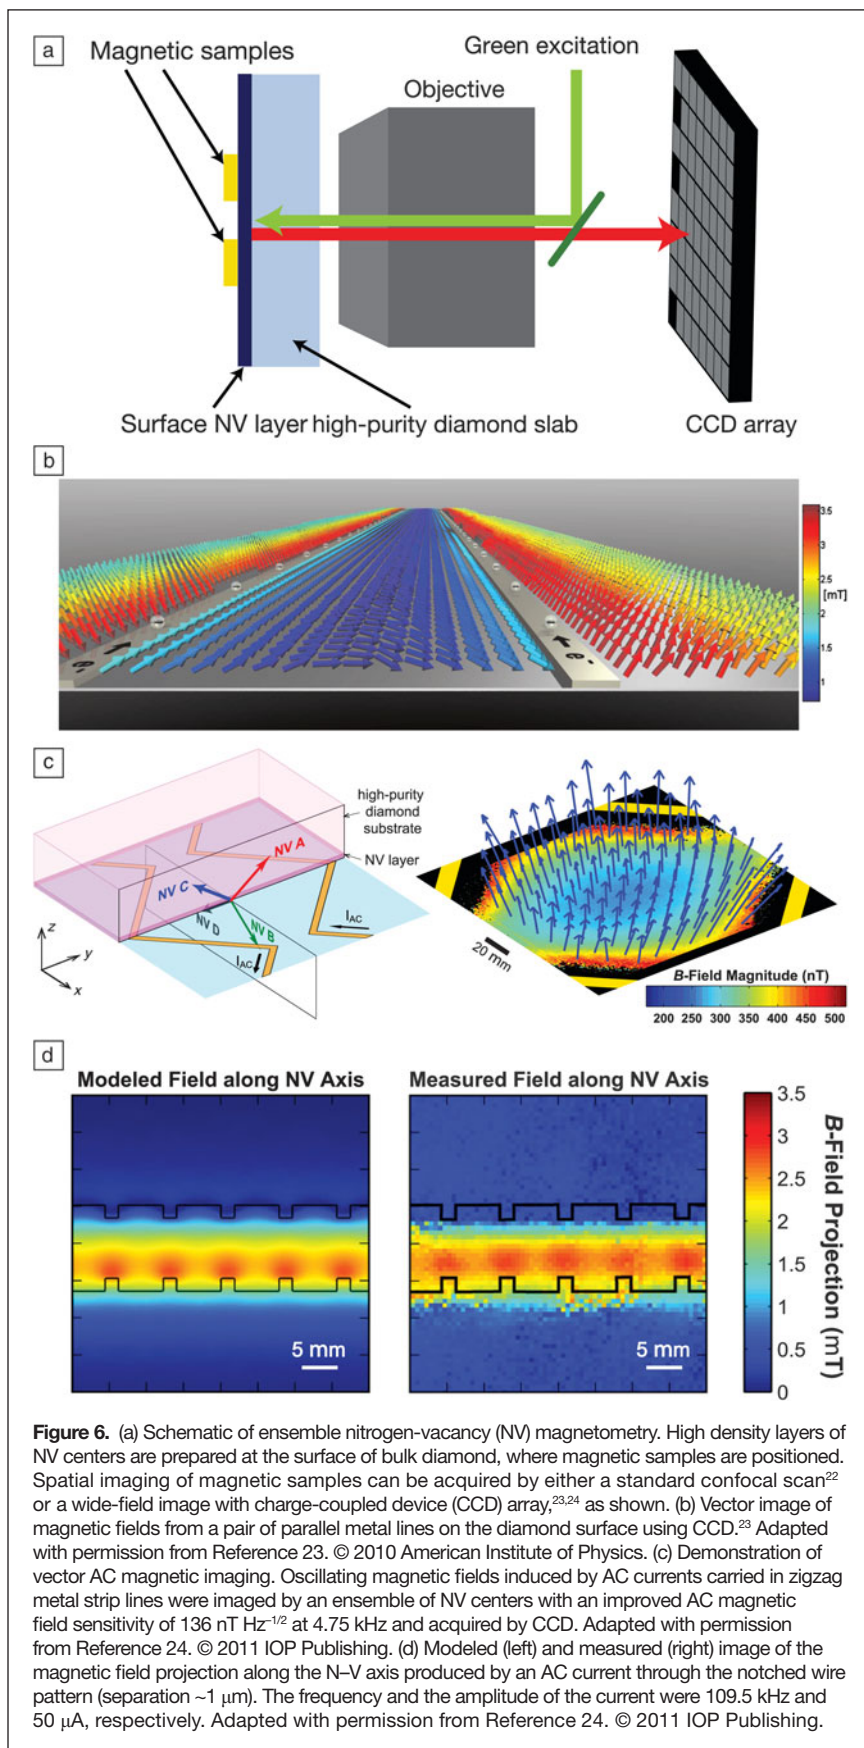 a
Magnetic samples
Green excitation
Objective
Surface NV layer
high-purity diamond slab
CCD array
b
e-
e-
3.5
3
2.5
[mT]
2
1.5
1
c
high-purity
diamond
substrate
NV layer
NV A
NV C
NV D
NV B
IAC
IAC
z
y
x
20 mm
B-Field Magnitude (nT)
200 250 300 350 400 450 500
d
Modeled Field along NV Axis
Measured Field along NV Axis
5 mm
5 mm
3.5
3
2.5
2
1.5
1
0.5
0
B-Field Projection (mT)
Figure 6. (a) Schematic of ensemble nitrogen-vacancy (NV) magnetometry. High density layers of
NV centers are prepared at the surface of bulk diamond, where magnetic samples are positioned.
Spatial imaging of magnetic samples can be acquired by either a standard confocal scan22
or a wide-field image with charge-coupled device (CCD) array,23,24 as shown. (b) Vector image of
magnetic fields from a pair of parallel metal lines on the diamond surface using CCD.23 Adapted
with permission from Reference 23. © 2010 American Institute of Physics. (c) Demonstration of
vector AC magnetic imaging. Oscillating magnetic fields induced by AC currents carried in zigzag
metal strip lines were imaged by an ensemble of NV centers with an improved AC magnetic
field sensitivity of 136 nT Hz–1/2 at 4.75 kHz and acquired by CCD. Adapted with permission
from Reference 24. © 2011 IOP Publishing. (d) Modeled (left) and measured (right) image of the
magnetic field projection along the N–V axis produced by an AC current through the notched wire
pattern (separation ~1 μm). The frequency and the amplitude of the current were 109.5 kHz and
50 μA, respectively. Adapted with permission from Reference 24. © 2011 IOP Publishing.